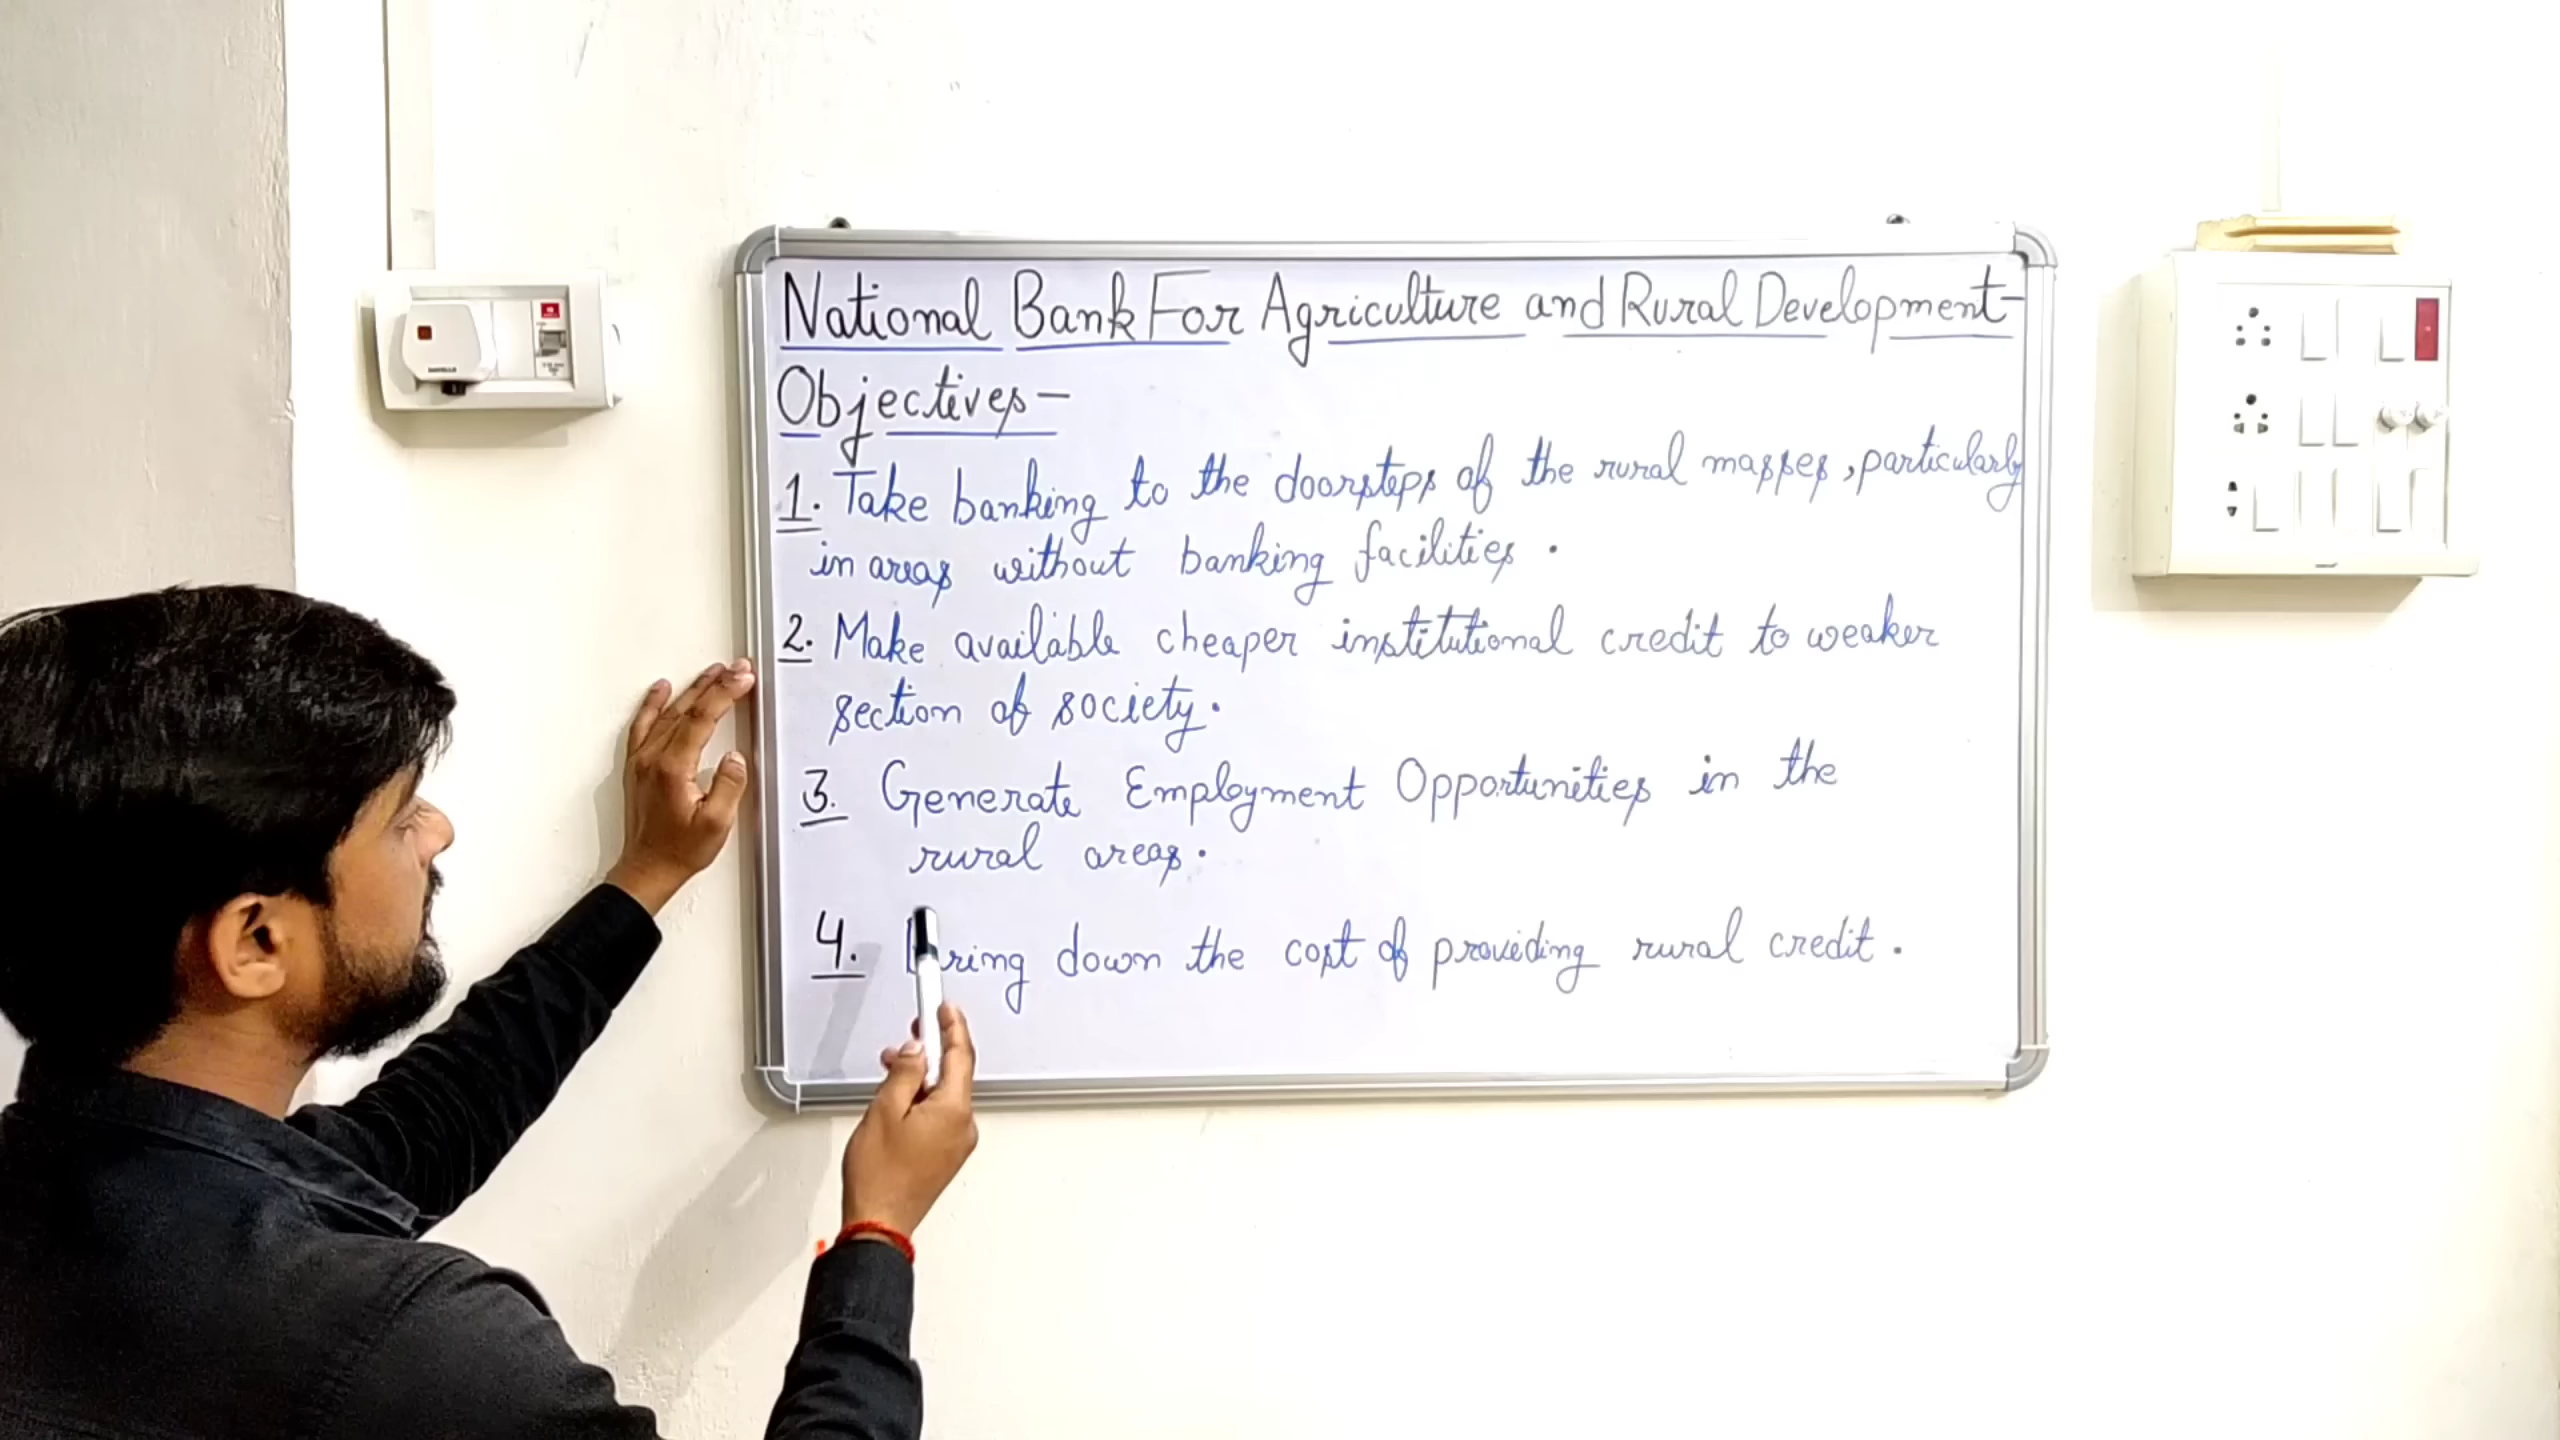 National Bank For Agriculture and Rural Development-
Objectives-
1. Take banking to the doorsteps of the rural masses, particularly
in areas without banking facilities.
2. Make available cheaper institutional credit to weaker
section of society.
3. Generate Employment Opportunities in the
rural areas.
4. Bring down the cost of providing rural credit.
HAVELLS